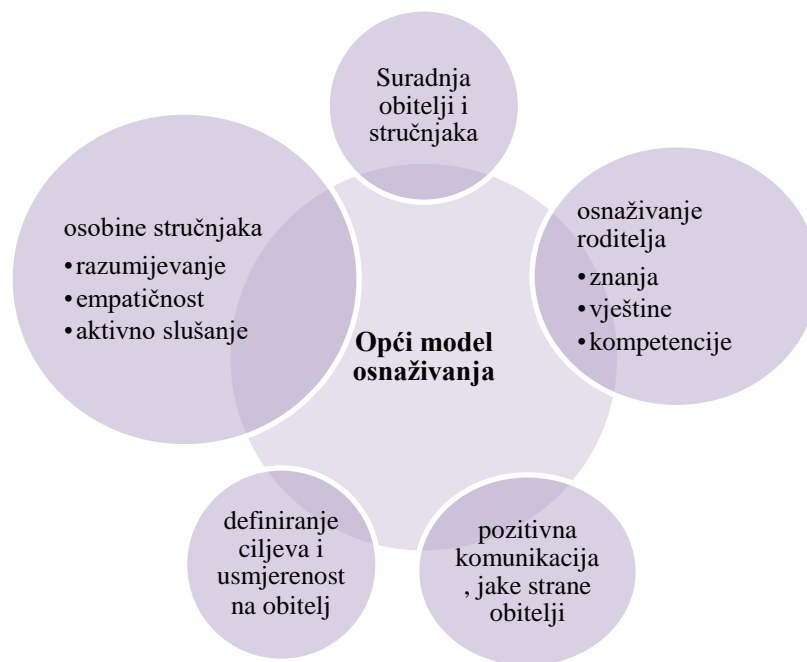 Suradnja
obitelji i
stručnjaka
osobine stručnjaka
•razumijevanje
•empatičnost
•aktivno slušanje
osnaživanje
roditelja
•znanja
•vještine
•kompetencije
Opći model
osnaživanja
definiranje
ciljeva i
usmjerenost
na obitelj
pozitivna
komunikacija
, jake strane
obitelji